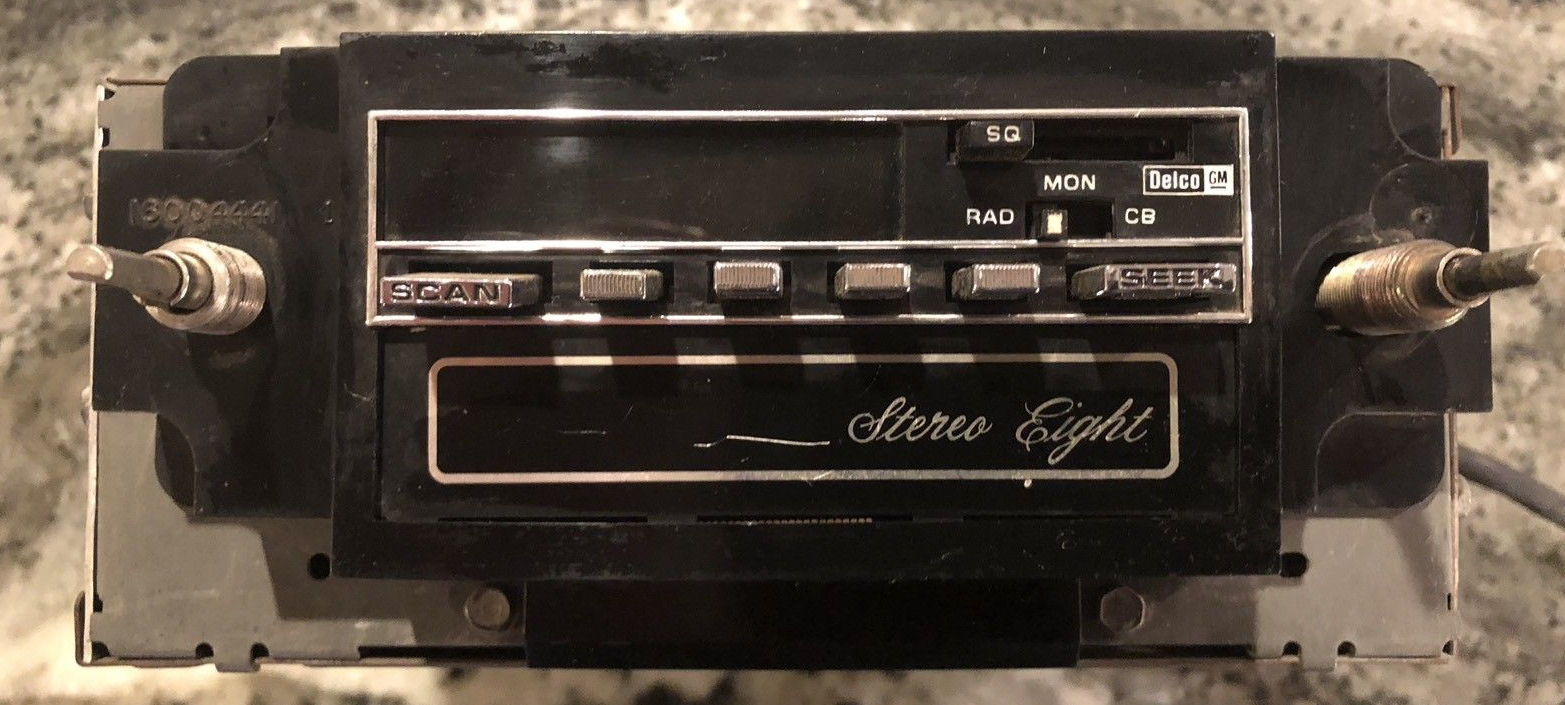 SQ
MON
Delco GM
RAD CB
SCAN
SEEK
Stereo Eight